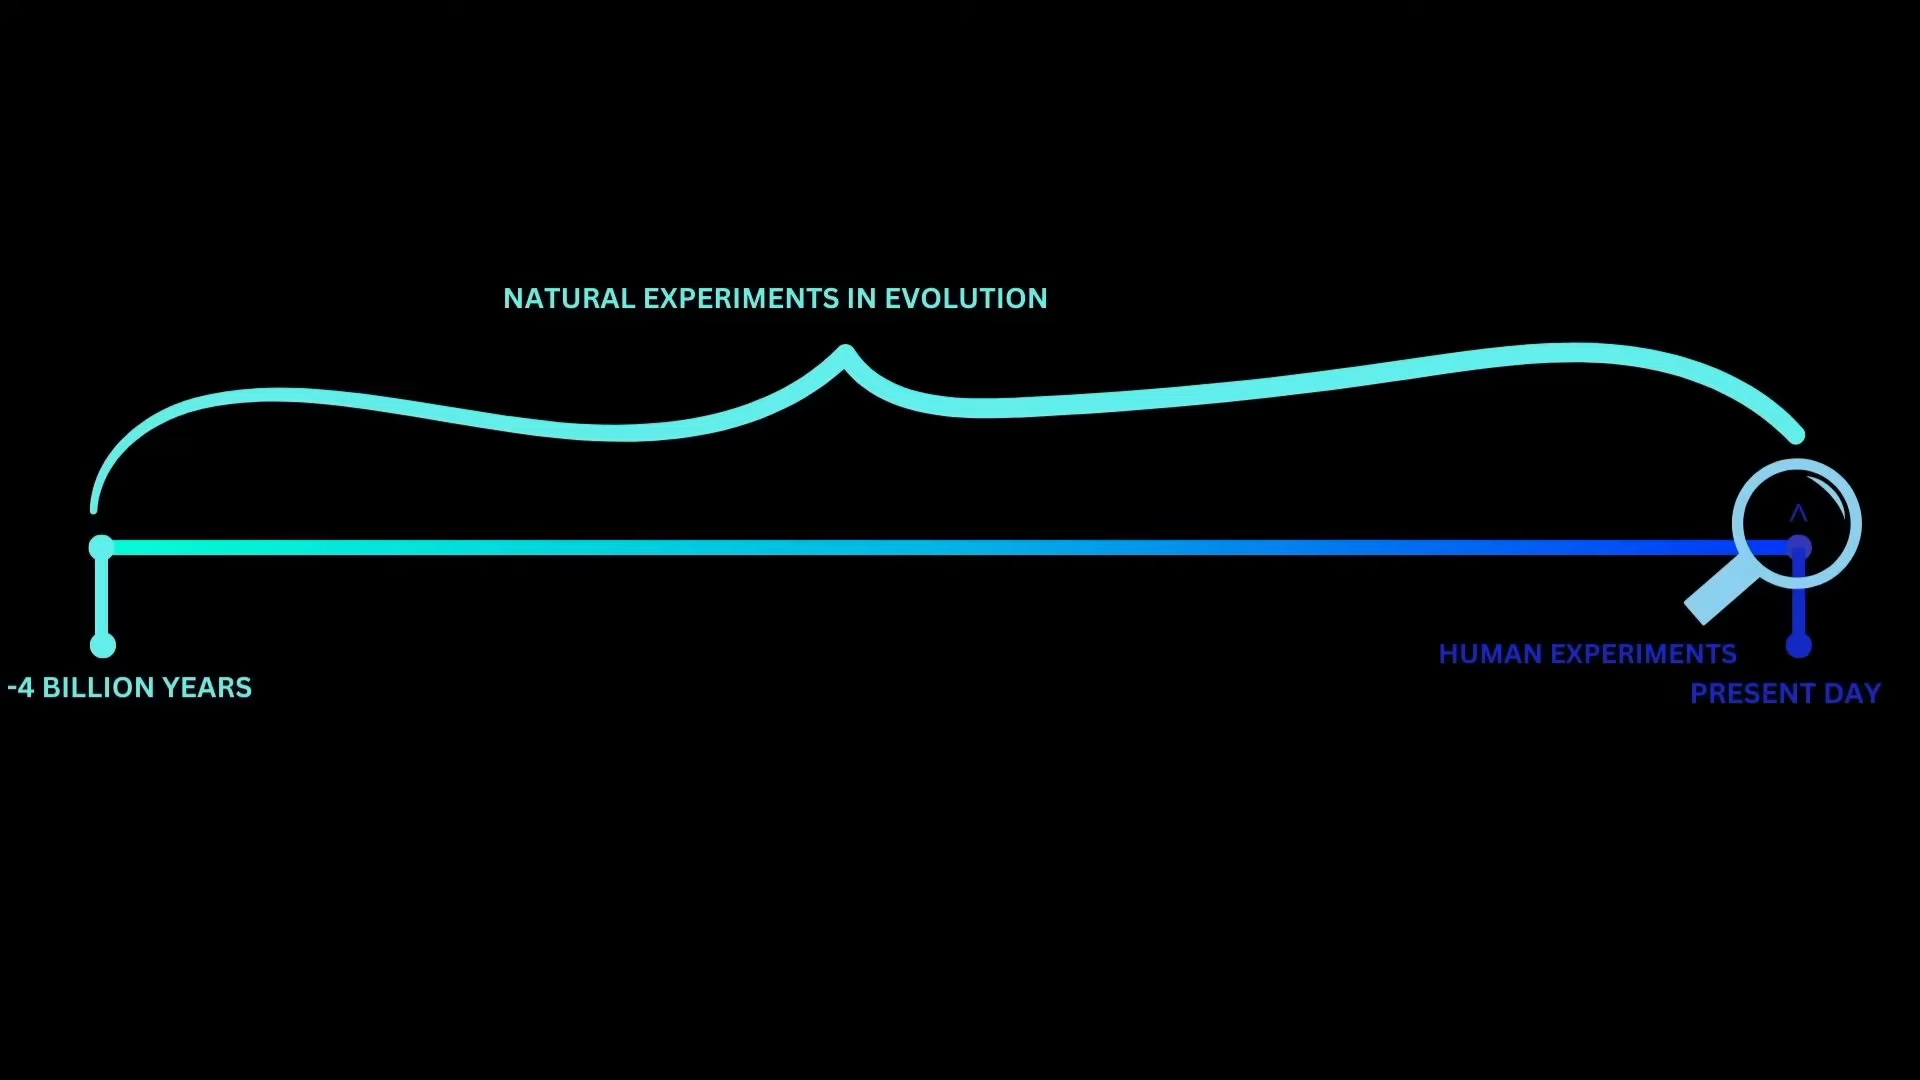 NATURAL EXPERIMENTS IN EVOLUTION
^
HUMAN EXPERIMENTS
-4 BILLION YEARS
PRESENT DAY